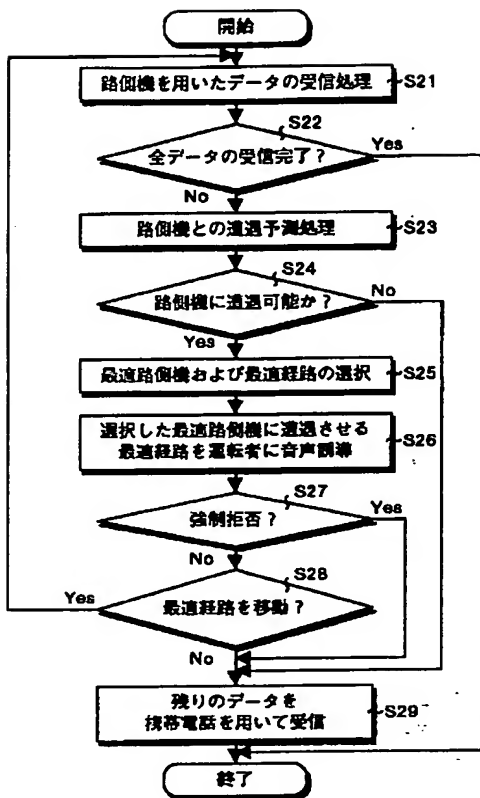 開始
路側機を用いたデータの受信処理
S21
S22
全データの受信完了？
Yes
No
路側機との遭遇予測処理
S23
S24
路側機に遭遇可能か？
No
Yes
最適路側機および最適経路の選択
S25
選択した最適路側機に遭遇させる
最適経路を運転者に音声誘導
S26
S27
強制拒否？
Yes
No
S28
最適経路を移動？
Yes
No
残りのデータを
携帯電話を用いて受信
S29
終了